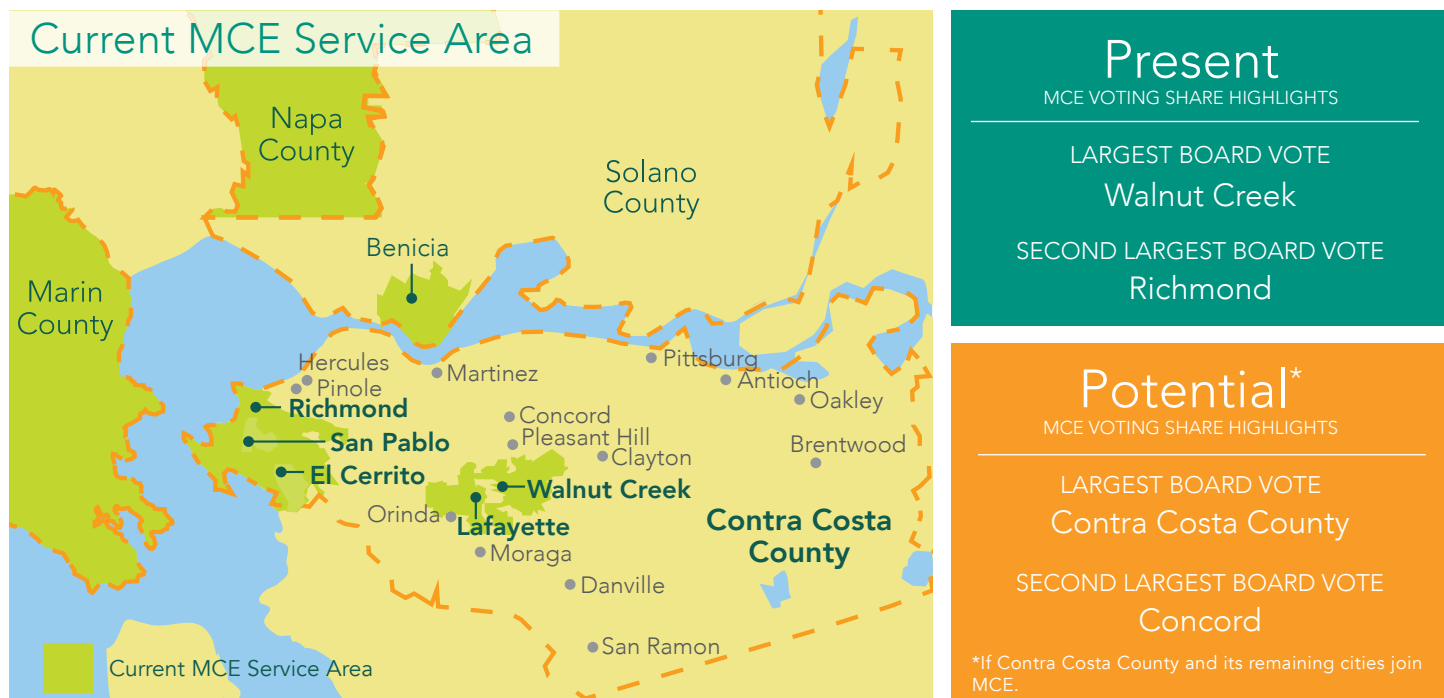 Current MCE Service Area
Napa
County
Solano
County
Benicia
Marin
County
Hercules
Pinole
Martinez
Pittsburg
Antioch
Oakley
Richmond
San Pablo
El Cerrito
Concord
Pleasant Hill
Clayton
Brentwood
Walnut Creek
Orinda
Lafayette
Moraga
Contra Costa
County
Danville
San Ramon
Current MCE Service Area
Present
MCE VOTING SHARE HIGHLIGHTS
LARGEST BOARD VOTE
Walnut Creek
SECOND LARGEST BOARD VOTE
Richmond
Potential*
MCE VOTING SHARE HIGHLIGHTS
LARGEST BOARD VOTE
Contra Costa County
SECOND LARGEST BOARD VOTE
Concord
*If Contra Costa County and its remaining cities join
MCE.